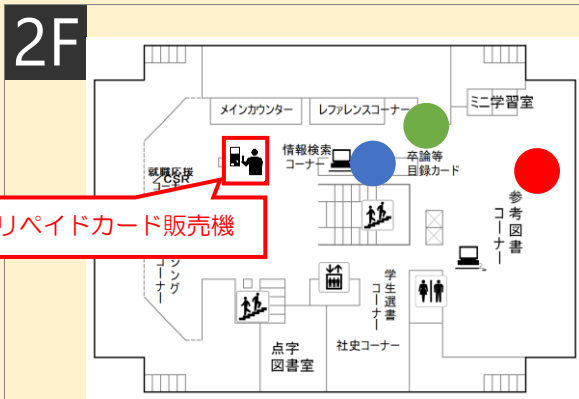 2F
メインカウンター
レファレンスコーナー
ミニ学習室
情報検索
コーナー
卒論等
目録カード
就職応援
リペイドカード販売機
参考図書
コーナー
学生選書
コーナー
点字
図書室
社史コーナー
ング
コーナー